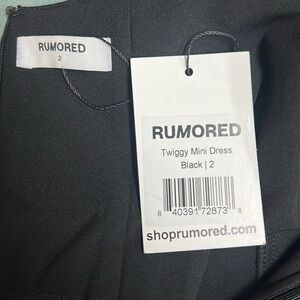 RUMORED
2
RUMORED
Twiggy Mini Dress
Black | 2
8 40391 72873 8
shoprumored.com